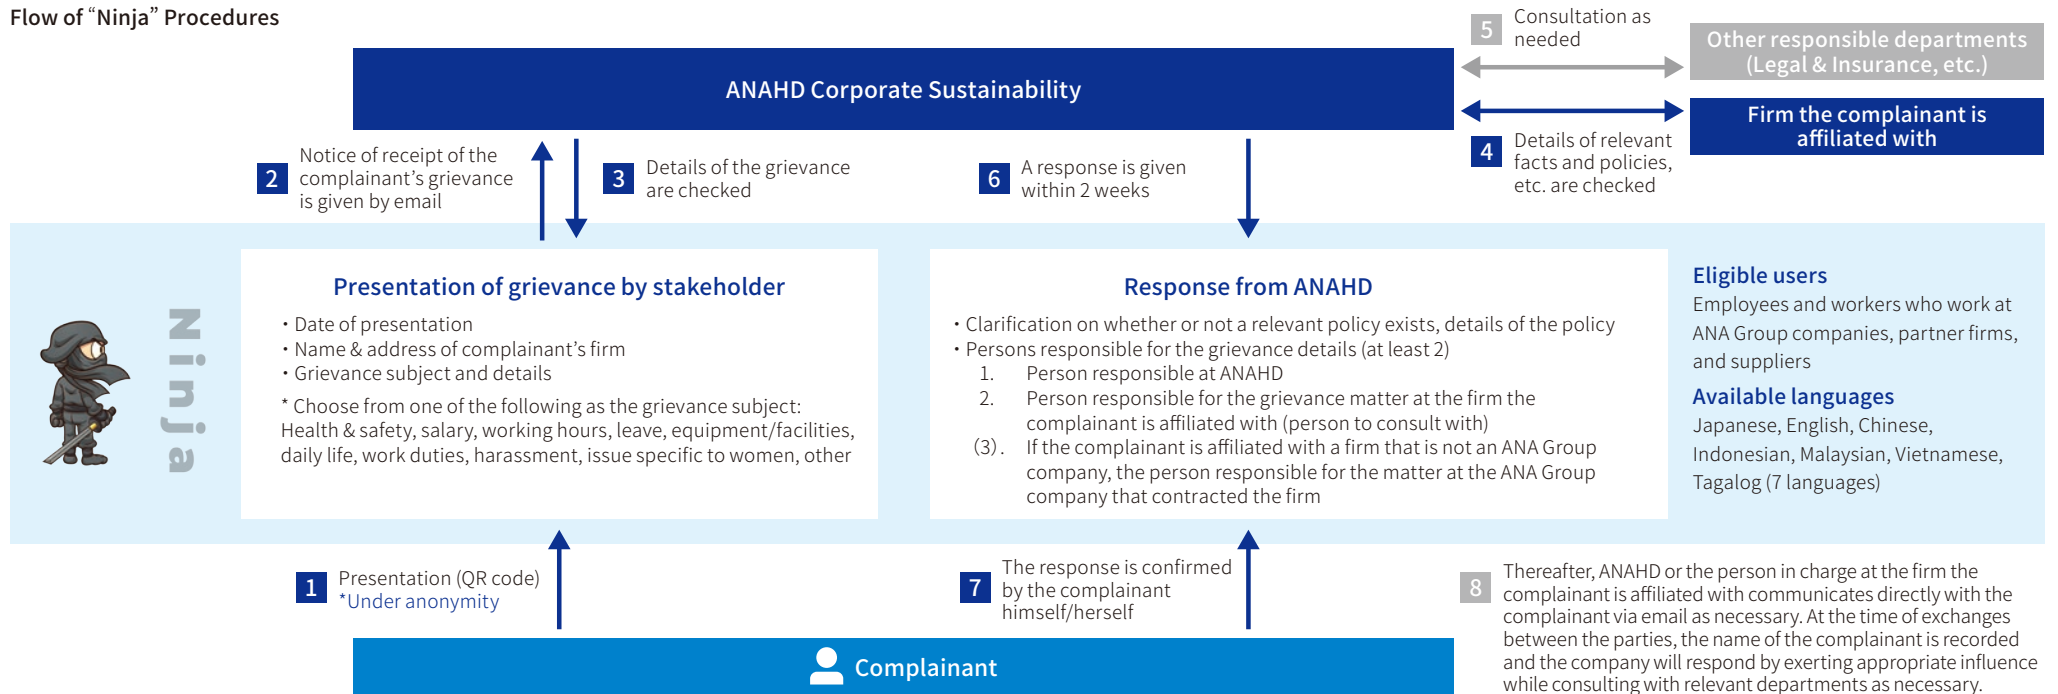 Flow of “Ninja” Procedures
5
Consultation as
needed
Other responsible departments
(Legal & Insurance, etc.)
ANAHD Corporate Sustainability
Firm the complainant is
affiliated with
2
Notice of receipt of the
complainant’s grievance
is given by email
3
Details of the grievance
are checked
6
A response is given
within 2 weeks
4
Details of relevant
facts and policies,
etc. are checked
Ninja
Presentation of grievance by stakeholder
・Date of presentation
・Name & address of complainant’s firm
・Grievance subject and details
* Choose from one of the following as the grievance subject:
Health & safety, salary, working hours, leave, equipment/facilities,
daily life, work duties, harassment, issue specific to women, other
Response from ANAHD
・Clarification on whether or not a relevant policy exists, details of the policy
・Persons responsible for the grievance details (at least 2)
1. Person responsible at ANAHD
2. Person responsible for the grievance matter at the firm the
complainant is affiliated with (person to consult with)
(3). If the complainant is affiliated with a firm that is not an ANA Group
company, the person responsible for the matter at the ANA Group
company that contracted the firm
Eligible users
Employees and workers who work at
ANA Group companies, partner firms,
and suppliers
Available languages
Japanese, English, Chinese,
Indonesian, Malaysian, Vietnamese,
Tagalog (7 languages)
1
Presentation (QR code)
*Under anonymity
7
The response is confirmed
by the complainant
himself/herself
8
Thereafter, ANAHD or the person in charge at the firm the
complainant is affiliated with communicates directly with the
complainant via email as necessary. At the time of exchanges
between the parties, the name of the complainant is recorded
and the company will respond by exerting appropriate influence
while consulting with relevant departments as necessary.
Complainant